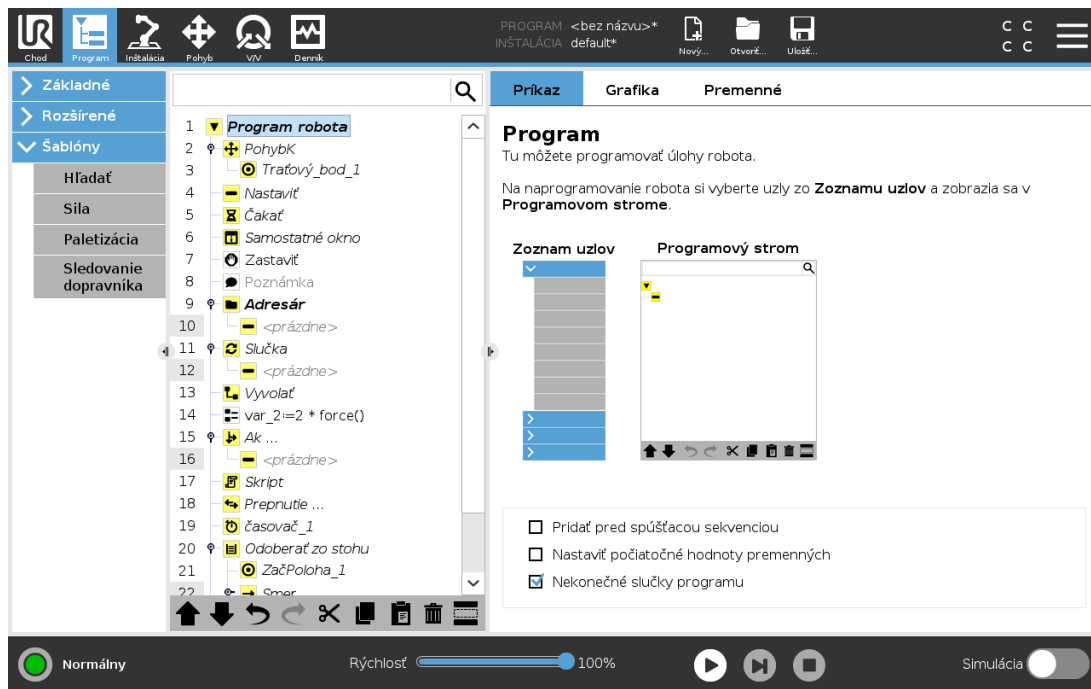 UR
Chod
Program
Inštalácia
Pohyb
V/V
Denník
PROGRAM <bez názvu>*
INŠTALÁCIA default*
Nový...
Otvoriť...
Uložiť...
C C
C C
Základné
Rozšírené
Šablóny
Hľadať
Sila
Paletizácia
Sledovanie
dopravníka
1 Program robota
2 PohybK
3 Traťový_bod_1
4 Nastaviť
5 Čakať
6 Samostatné okno
7 Zastaviť
8 Poznámka
9 Adresár
10 <prázdne>
11 Slučka
12 <prázdne>
13 Vyvolať
14 var_2:=2 * force()
15 Ak ...
16 <prázdne>
17 Skript
18 Prepnutie ...
19 časovač_1
20 Odoberať zo stohu
21 ZačPoloha_1
22 Smer
Príkaz
Grafika
Premenné
Program
Tu môžete programovať úlohy robota.
Na naprogramovanie robota si vyberte uzly zo Zoznamu uzlov a zobrazia sa v
Programovom strome.
Zoznam uzlov
Programový strom
Pridať pred spúšťacou sekvenciou
Nastaviť počiatočné hodnoty premenných
Nekonečné slučky programu
Normálny
Rýchlosť
100%
Simulácia